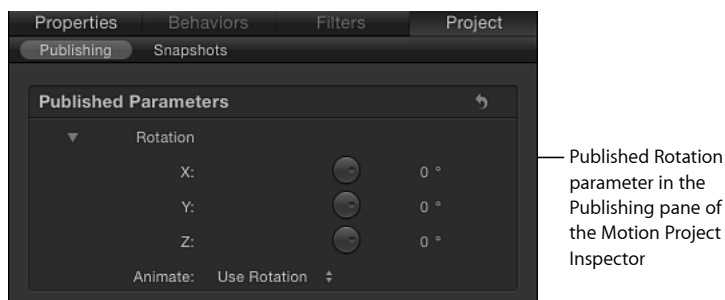 Properties Behaviors Filters Project
Publishing Snapshots
Published Parameters
Rotation
X: 0 °
Y: 0 °
Z: 0 °
Animate: Use Rotation
Published Rotation
parameter in the
Publishing pane of
the Motion Project
Inspector